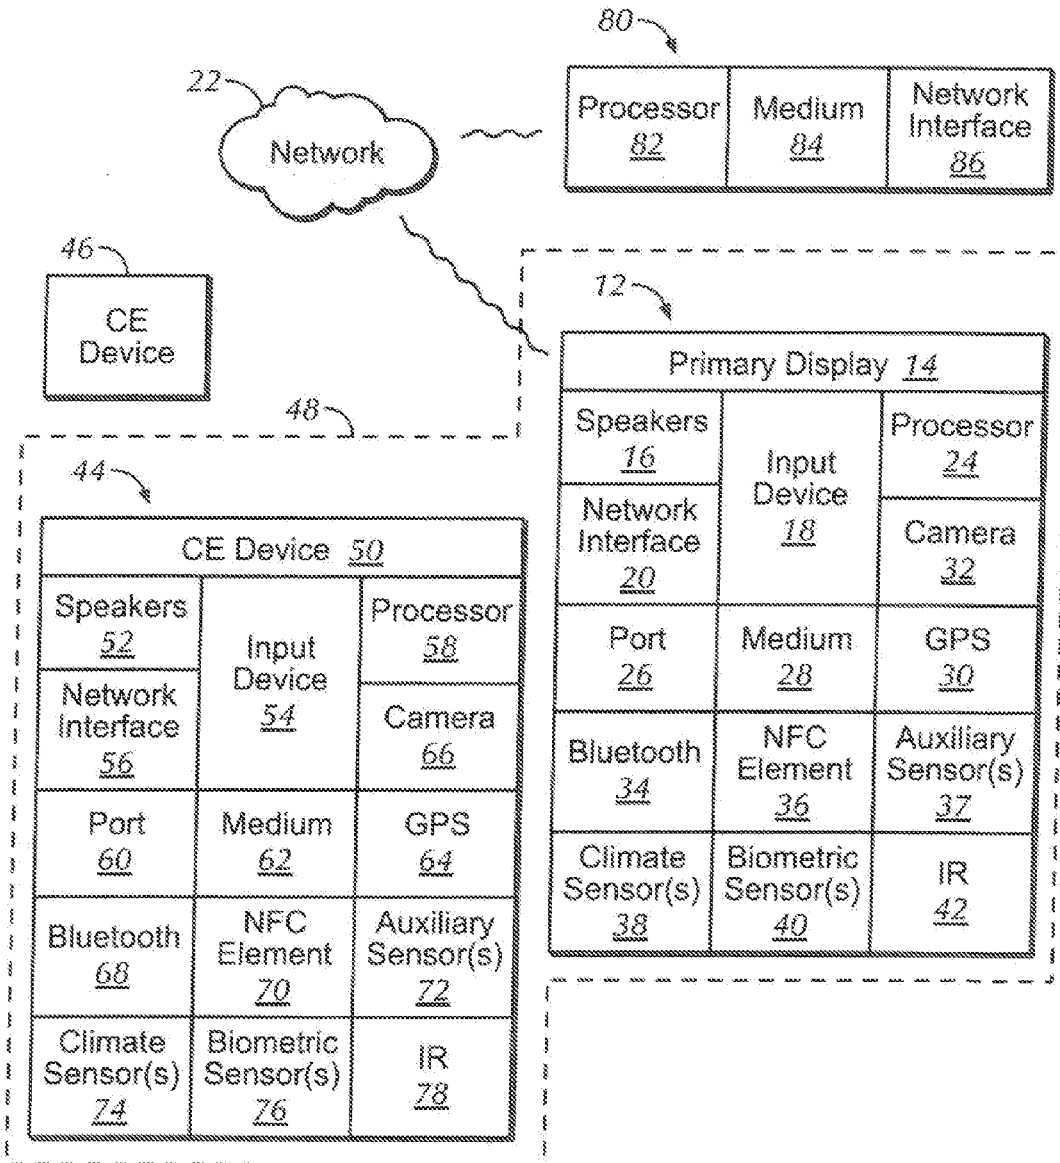 80
22
Network
Processor
82
Medium
84
Network
Interface
86
46
CE
Device
12
Primary Display 14
Speakers
16
Input
Device
18
Processor
24
Network
Interface
20
Camera
32
Port
26
Medium
28
GPS
30
Bluetooth
34
NFC
Element
36
Auxiliary
Sensor(s)
37
Climate
Sensor(s)
38
Biometric
Sensor(s)
40
IR
42
48
44
CE Device 50
Speakers
52
Input
Device
54
Processor
58
Network
Interface
56
Camera
66
Port
60
Medium
62
GPS
64
Bluetooth
68
NFC
Element
70
Auxiliary
Sensor(s)
72
Climate
Sensor(s)
74
Biometric
Sensor(s)
76
IR
78